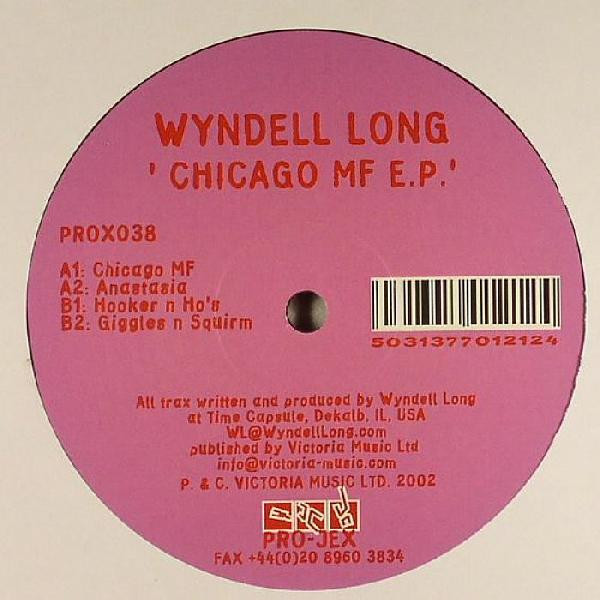 WYNDELL LONG
' CHICAGO MF E.P.'
PROX038
A1: Chicago MF
A2: Anastasia
B1: Hooker n Ho's
B2: Giggles n Squirm
5031377012124
All trax written and produced by Wyndell Long
at Time Capsule, Dekalb, IL, USA
WL@WyndellLong.com
published by Victoria Music Ltd
info@victoria-music.com
P. & C. VICTORIA MUSIC LTD. 2002
PRO-JEX
FAX +44(0)20 8960 3834